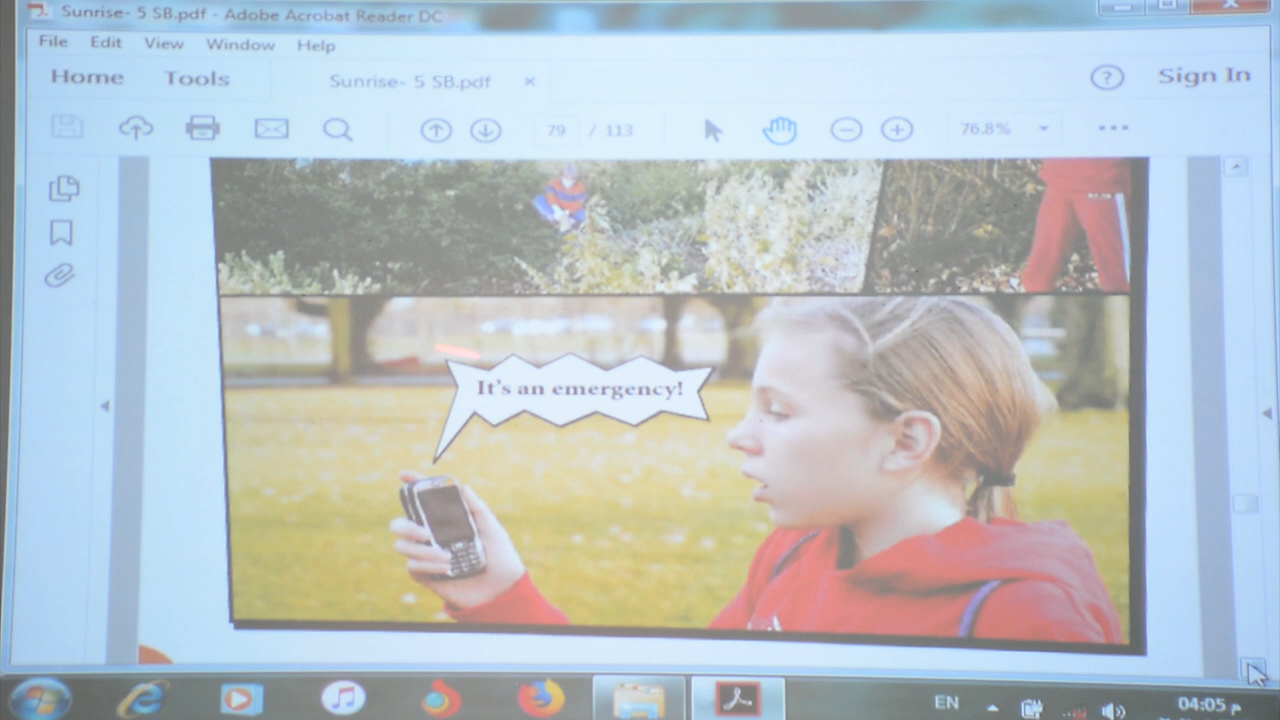 Sunrise- 5 SB.pdf - Adobe Acrobat Reader DC
File Edit View Window Help
Home Tools Sunrise- 5 SB.pdf × ? Sign In
79 / 113 76.8%
It's an emergency!
EN 04:05 م